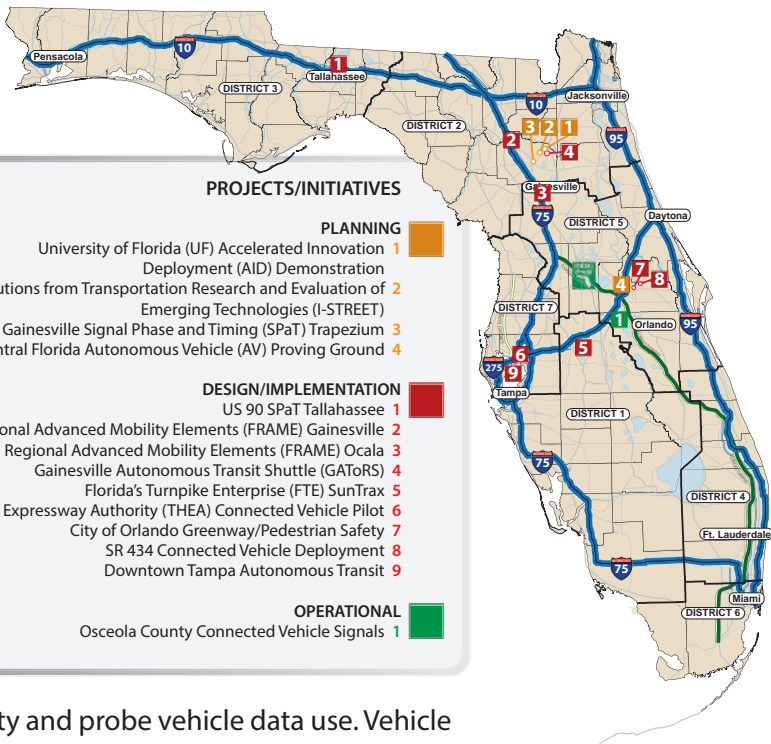 Pensacola
10
1
Tallahassee
DISTRICT 3
10
Jacksonville
DISTRICT 2
3 2 1
2
4
95
PROJECTS/INITIATIVES
PLANNING
University of Florida (UF) Accelerated Innovation 1
Deployment (AID) Demonstration
utions from Transportation Research and Evaluation of 2
Emerging Technologies (I-STREET)
Gainesville Signal Phase and Timing (SPaT) Trapezium 3
ntral Florida Autonomous Vehicle (AV) Proving Ground 4
DESIGN/IMPLEMENTATION
US 90 SPaT Tallahassee 1
onal Advanced Mobility Elements (FRAME) Gainesville 2
Regional Advanced Mobility Elements (FRAME) Ocala 3
Gainesville Autonomous Transit Shuttle (GAToRS) 4
Florida's Turnpike Enterprise (FTE) SunTrax 5
Expressway Authority (THEA) Connected Vehicle Pilot 6
City of Orlando Greenway/Pedestrian Safety 7
SR 434 Connected Vehicle Deployment 8
Downtown Tampa Autonomous Transit 9
OPERATIONAL
Osceola County Connected Vehicle Signals 1
3
75
DISTRICT 5
Daytona
7
8
4
DISTRICT 7
1
Orlando
95
5
6
275
9
Tampa
DISTRICT 1
75
DISTRICT 4
Ft. Lauderdale
75
Miami
DISTRICT 6
ty and probe vehicle data use. Vehicle